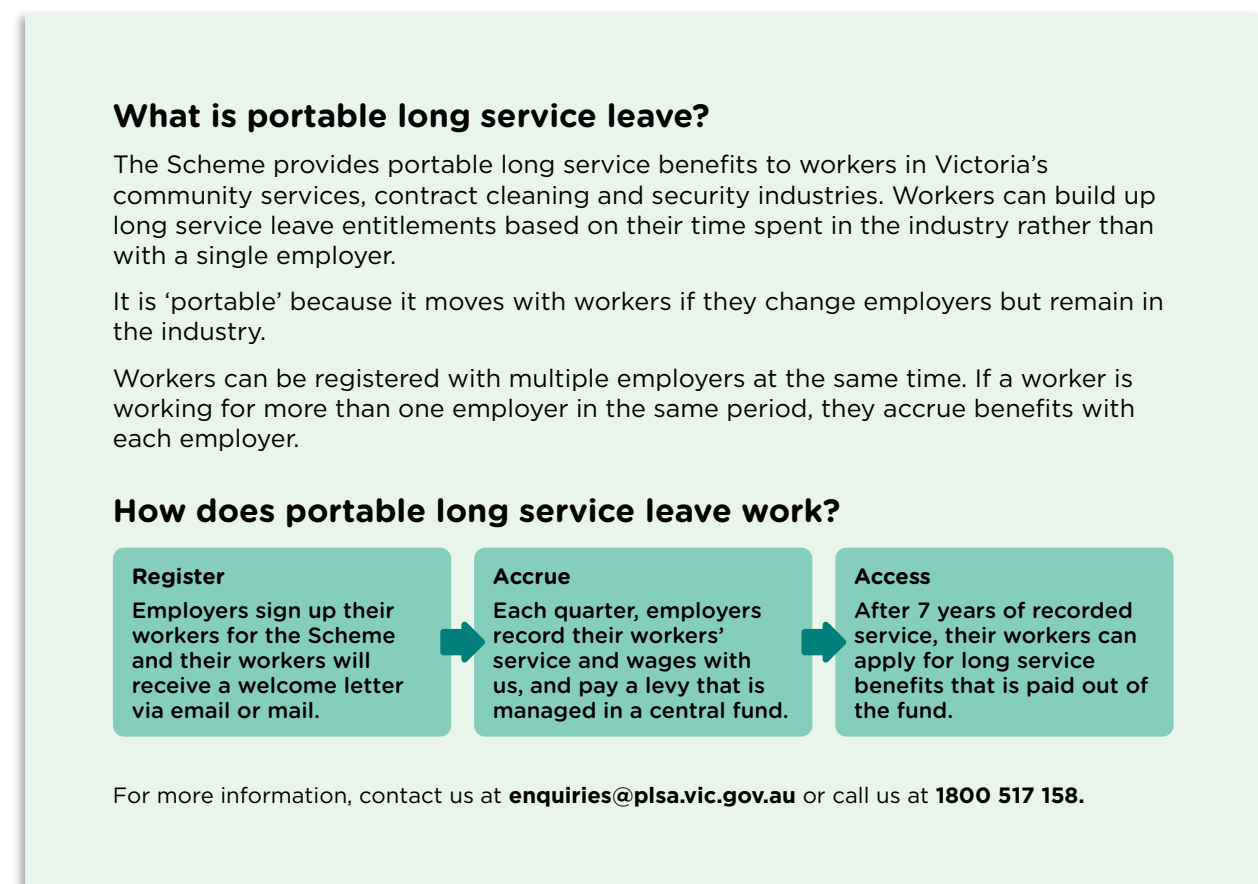 What is portable long service leave?
The Scheme provides portable long service benefits to workers in Victoria's
community services, contract cleaning and security industries. Workers can build up
long service leave entitlements based on their time spent in the industry rather than
with a single employer.
It is ‘portable’ because it moves with workers if they change employers but remain in
the industry.
Workers can be registered with multiple employers at the same time. If a worker is
working for more than one employer in the same period, they accrue benefits with
each employer.
How does portable long service leave work?
Register
Employers sign up their
workers for the Scheme
and their workers will
receive a welcome letter
via email or mail.
Accrue
Each quarter, employers
record their workers’
service and wages with
us, and pay a levy that is
managed in a central fund.
Access
After 7 years of recorded
service, their workers can
apply for long service
benefits that is paid out of
the fund.
For more information, contact us at enquiries@plsa.vic.gov.au or call us at 1800 517 158.